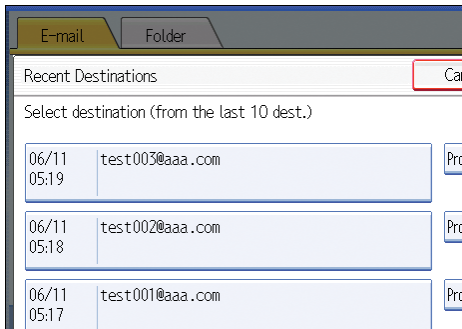 E-mail Folder
Recent Destinations
Select destination (from the last 10 dest.)
06/11 test003@aaa.com
05:19
06/11 test002@aaa.com
05:18
06/11 test001@aaa.com
05:17